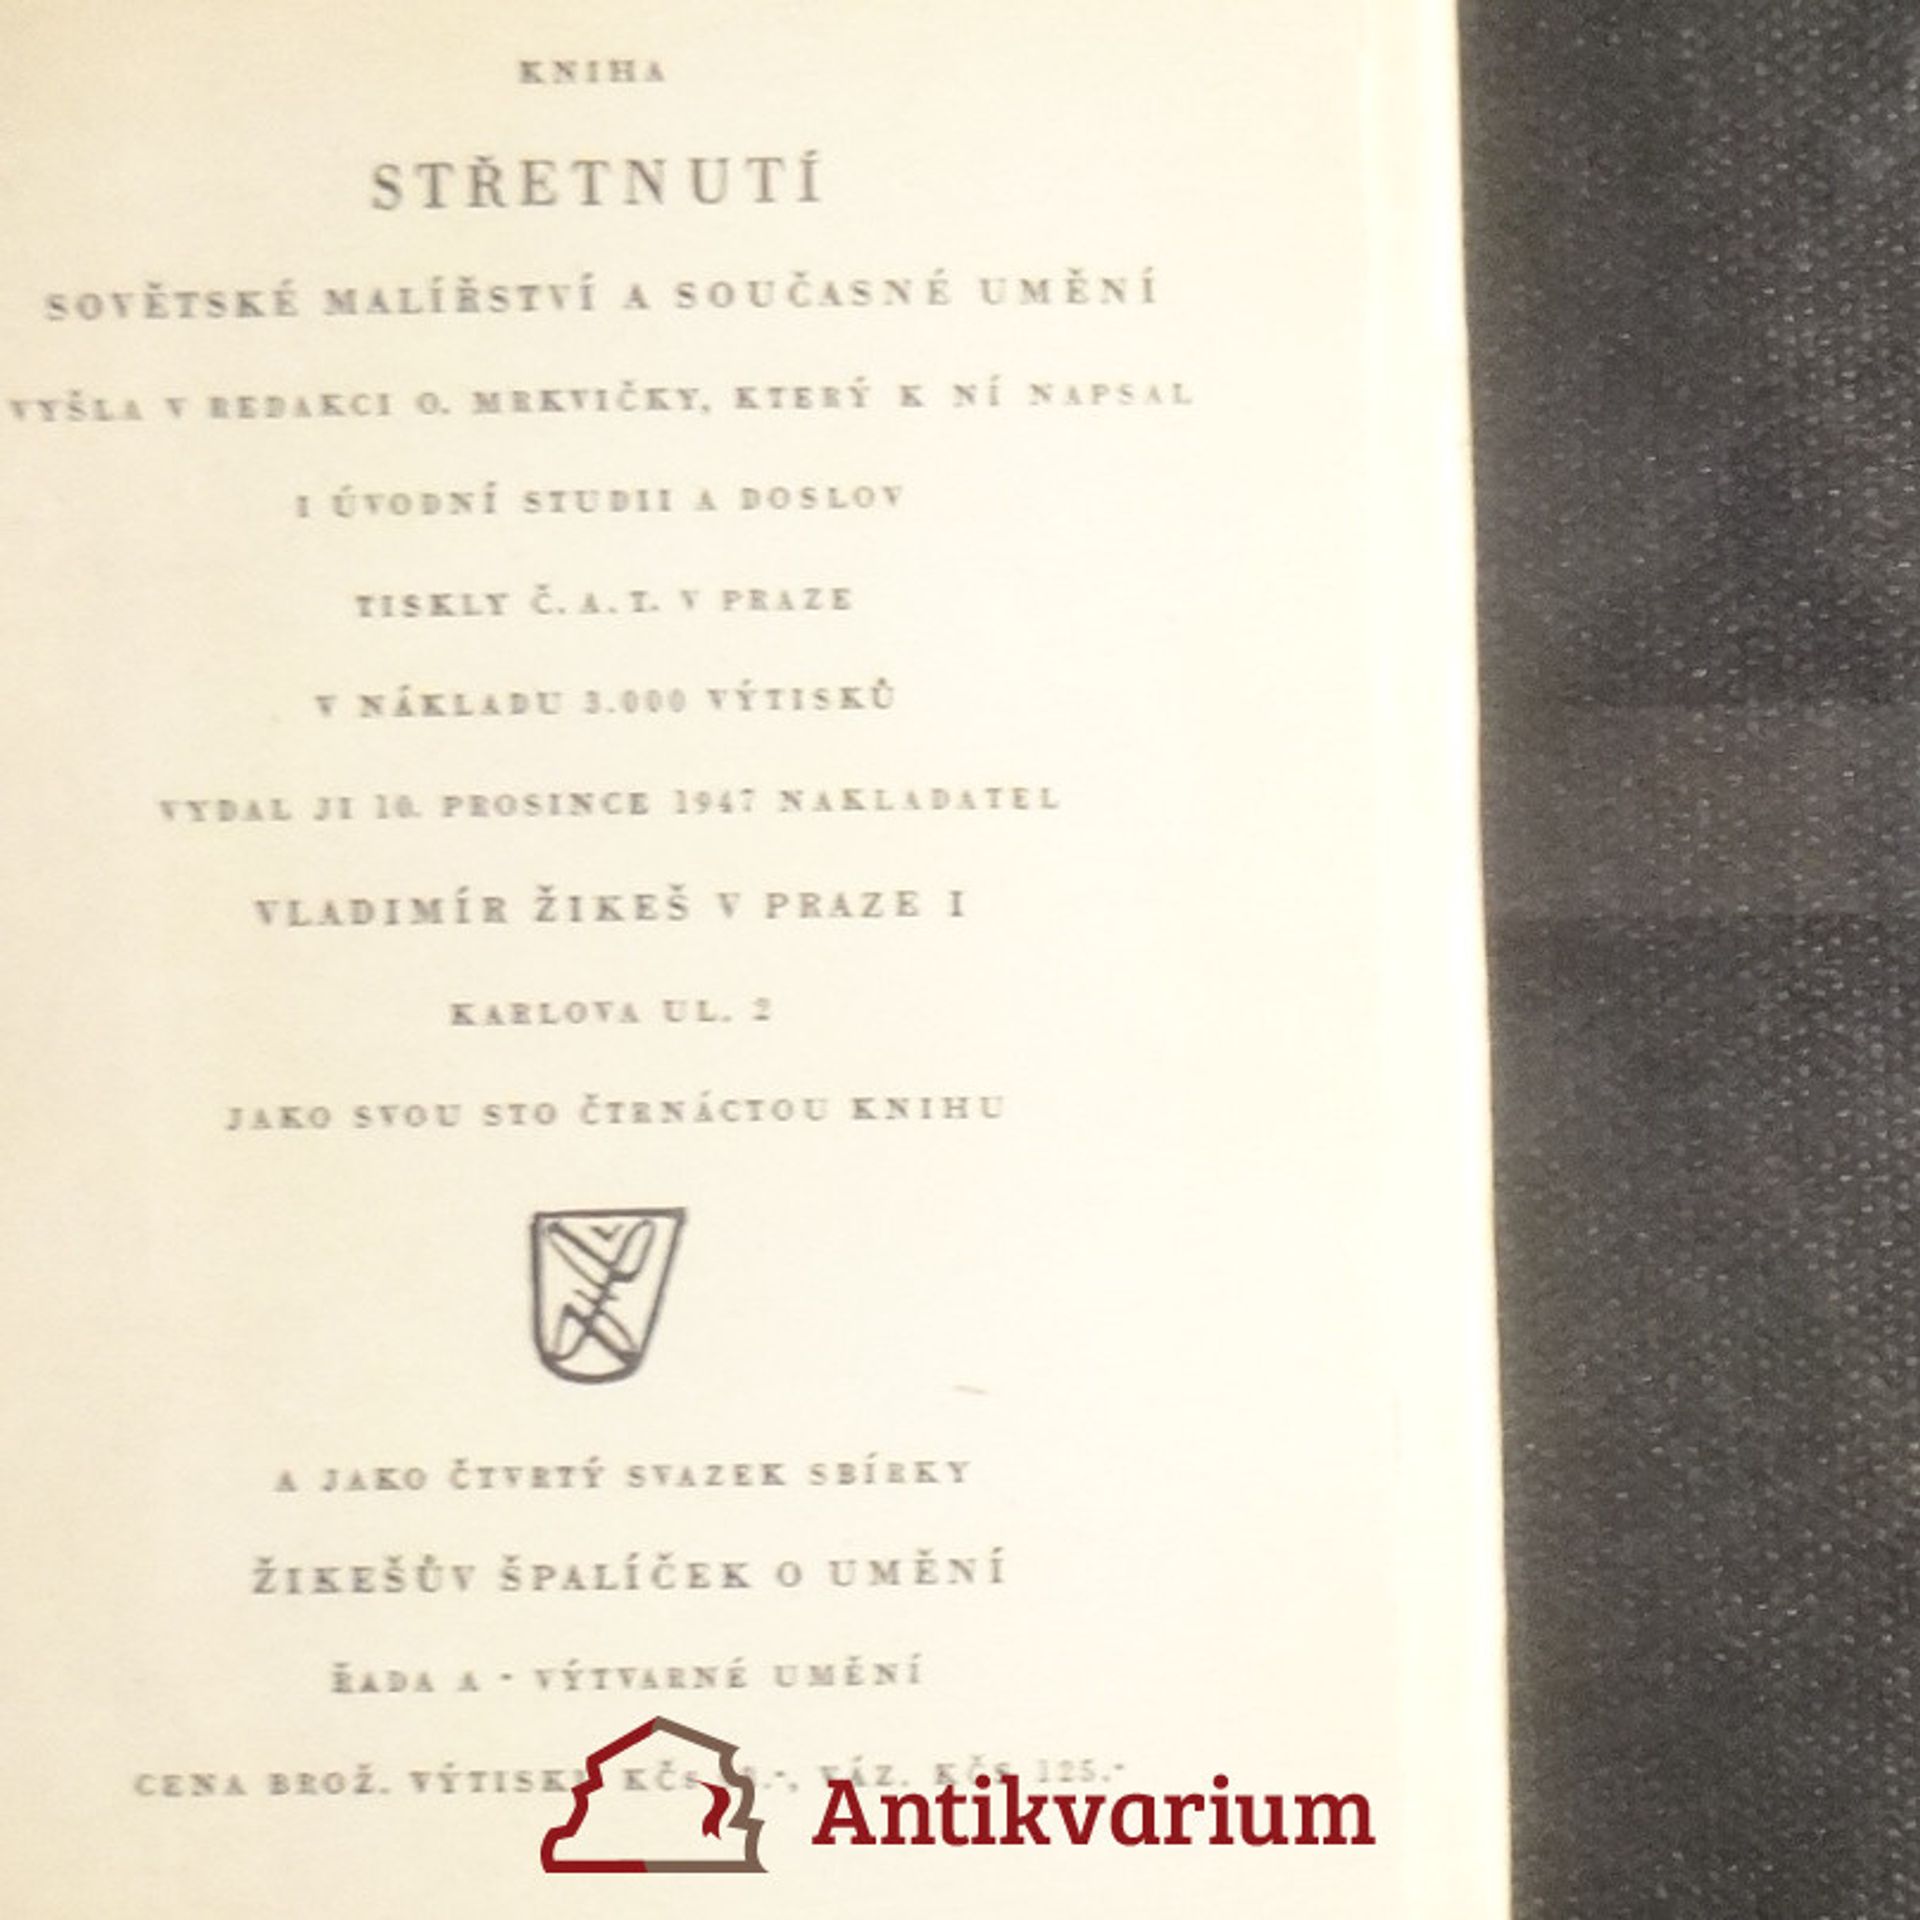 KNIHA
STŘETNUTÍ
SOVĚTSKÉ MALÍŘSTVÍ A SOUČASNÉ UMĚNÍ
VYŠLA V REDAKCI O. MRKVIČKY, KTERÝ K NÍ NAPSAL
I ÚVODNÍ STUDII A DOSLOV
TISKLY Č. A. T. V PRAZE
V NÁKLADU 3.000 VÝTISKŮ
VYDAL JI 10. PROSINCE 1947 NAKLADATEL
VLADIMÍR ŽIKEŠ V PRAZE I
KARLOVA UL. 2
JAKO SVOU STO ČTRNÁCTOU KNIHU
A JAKO ČTVRTÝ SVAZEK SBÍRKY
ŽIKEŠŮV ŠPALÍČEK O UMĚNÍ
ŘADA A - VÝTVARNÉ UMĚNÍ
CENA BROŽ. VÝTISKU KČS VÁZ. KČS 125.-
Antikvarium